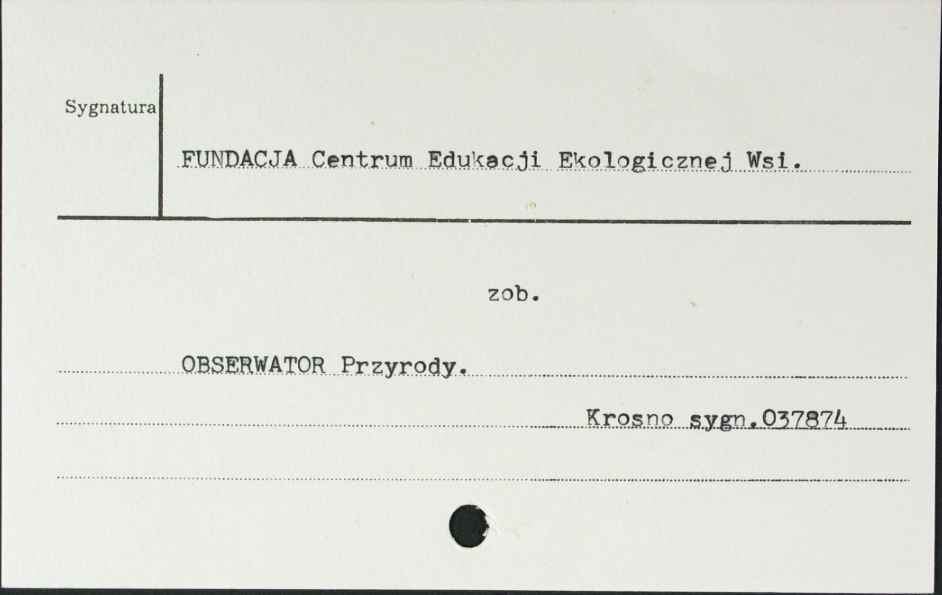 Sygnatura
FUNDACJA Centrum Edukacji Ekologicznej Wsi.
zob.
OBSERWATOR Przyrody.
Krosno sygn.037874